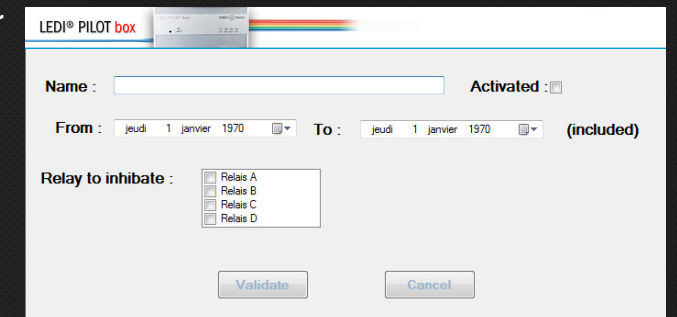 LEDI® PILOT box
Name :
Activated :
From : jeudi 1 janvier 1970 To : jeudi 1 janvier 1970 (included)
Relay to inhibate :
Relais A
Relais B
Relais C
Relais D
Validate Cancel